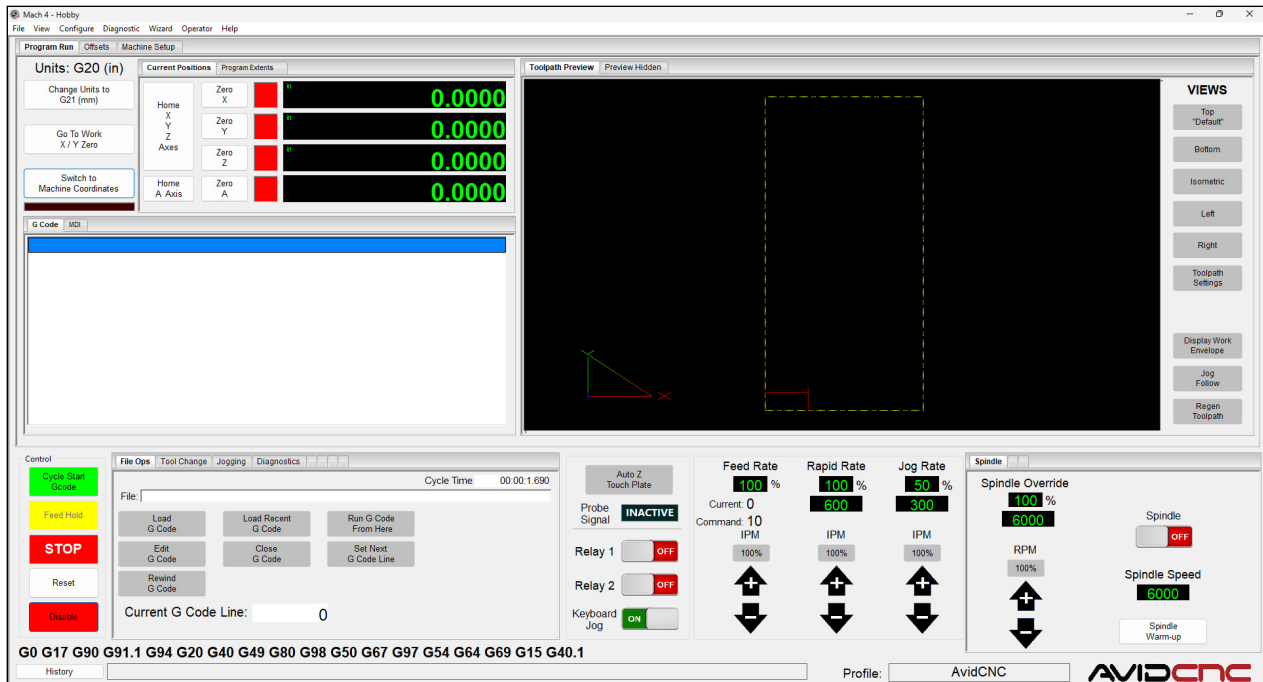 Mach 4 - Hobby
File View Configure Diagnostic Wizard Operator Help
Program Run Offsets Machine Setup
Units: G20 (in)
Change Units to
G21 (mm)
Go To Work
X / Y Zero
Switch to
Machine Coordinates
Current Positions Program Extents
Home
X
Y
Z
Axes
Zero
X
in
0.0000
Zero
Y
in
0.0000
Zero
Z
in
0.0000
Home
A Axis
Zero
A
0.0000
G Code MDI
Toolpath Preview Preview Hidden
VIEWS
Top
"Default"
Bottom
Isometric
Left
Right
Toolpath
Settings
Display Work
Envelope
Jog
Follow
Regen
Toolpath
Control
Cycle Start
Gcode
Feed Hold
STOP
Reset
Disable
File Ops Tool Change Jogging Diagnostics
Cycle Time: 00:00:1.690
File:
Load
G Code
Load Recent
G Code
Run G Code
From Here
Edit
G Code
Close
G Code
Set Next
G Code Line
Rewind
G Code
Current G Code Line: 0
Auto Z
Touch Plate
Probe
Signal
INACTIVE
Relay 1 OFF
Relay 2 OFF
Keyboard
Jog
ON
Feed Rate
100 %
Current: 0
Command: 10
IPM
100%
+
−
Rapid Rate
100 %
600
IPM
100%
+
−
Jog Rate
50 %
300
IPM
100%
+
−
Spindle
Spindle Override
100 %
6000
RPM
100%
+
−
Spindle
OFF
Spindle Speed
6000
Spindle
Warm-up
G0 G17 G90 G91.1 G94 G20 G40 G49 G80 G98 G50 G67 G97 G54 G64 G69 G15 G40.1
History
Profile: AvidCNC
AVIDCNC